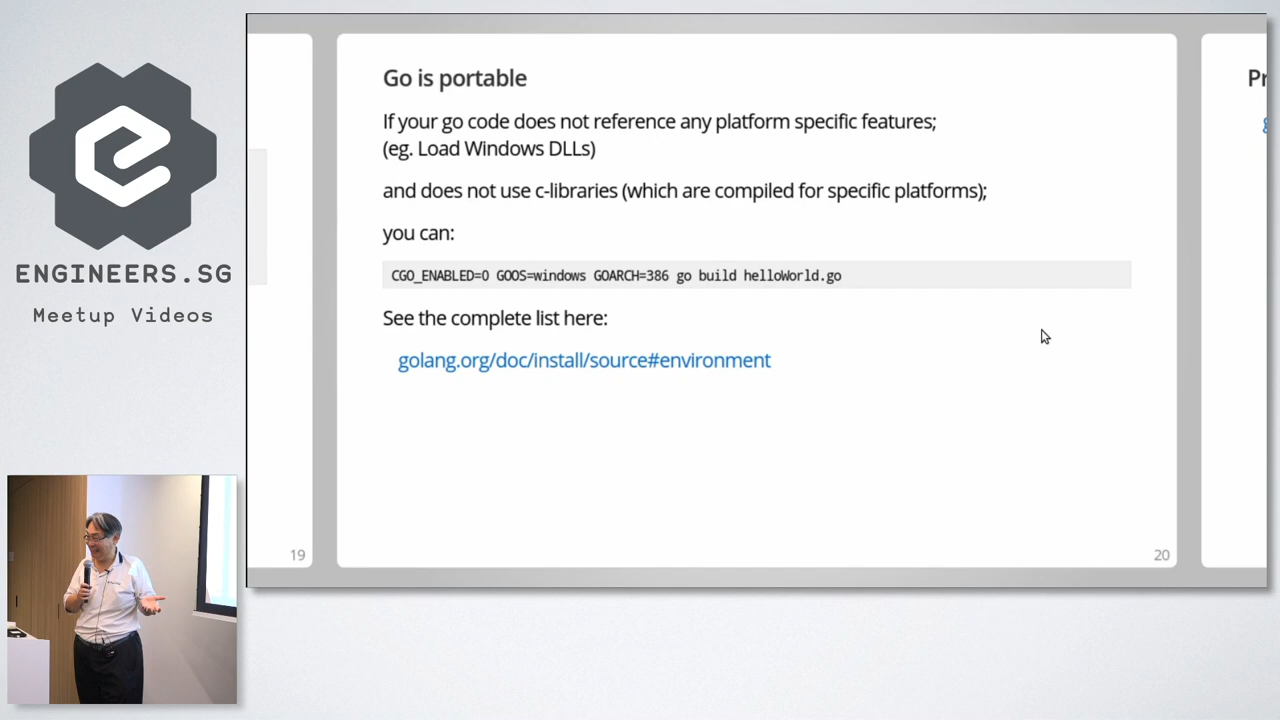 ENGINEERS.SG
Meetup Videos
Go is portable
If your go code does not reference any platform specific features;
(eg. Load Windows DLLs)
and does not use c-libraries (which are compiled for specific platforms);
you can:
CGO_ENABLED=0 GOOS=windows GOARCH=386 go build helloWorld.go
See the complete list here:
golang.org/doc/install/source#environment
19
20
Pr
g